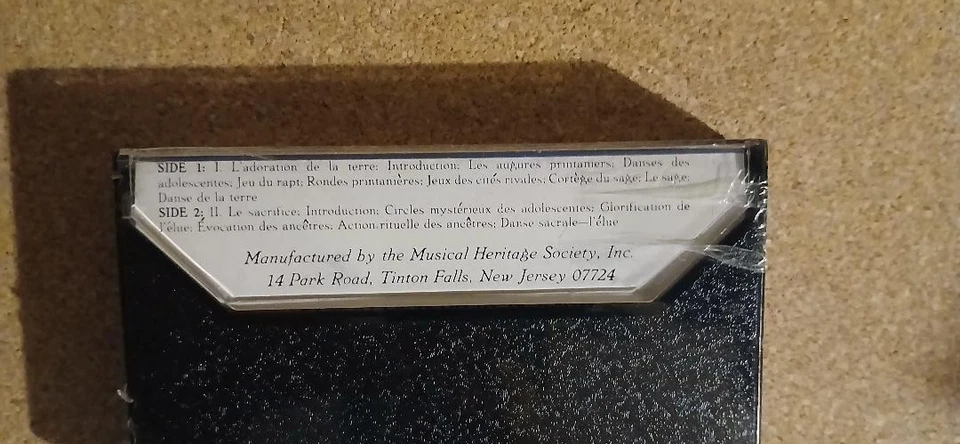 SIDE 1: I. L'adoration de la terre: Introduction; Les augures printaniers; Danses des
adolescentes; Jeu du rapt; Rondes printanières; Jeux des cités rivales; Cortège du sage; Le sage;
Danse de la terre
SIDE 2: II. Le sacrifice: Introduction; Circles mystérieux des adolescentes; Glorification de
l'élue; Évocation des ancêtres; Action rituelle des ancêtres; Danse sacrale—l'élue
Manufactured by the Musical Heritage Society, Inc.
14 Park Road, Tinton Falls, New Jersey 07724